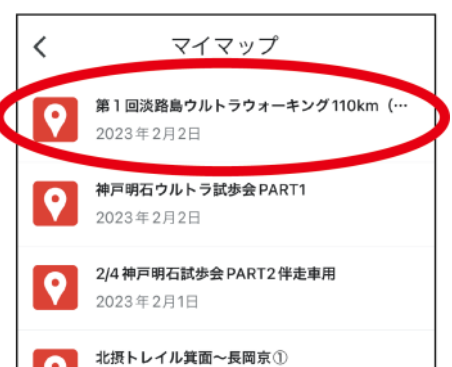 マイマップ
第1回淡路島ウルトラウォーキング110km（…
2023年2月2日
神戸明石ウルトラ試歩会PART1
2023年2月2日
2/4神戸明石試歩会PART2伴走車用
2023年2月1日
北摂トレイル箕面〜長岡京①